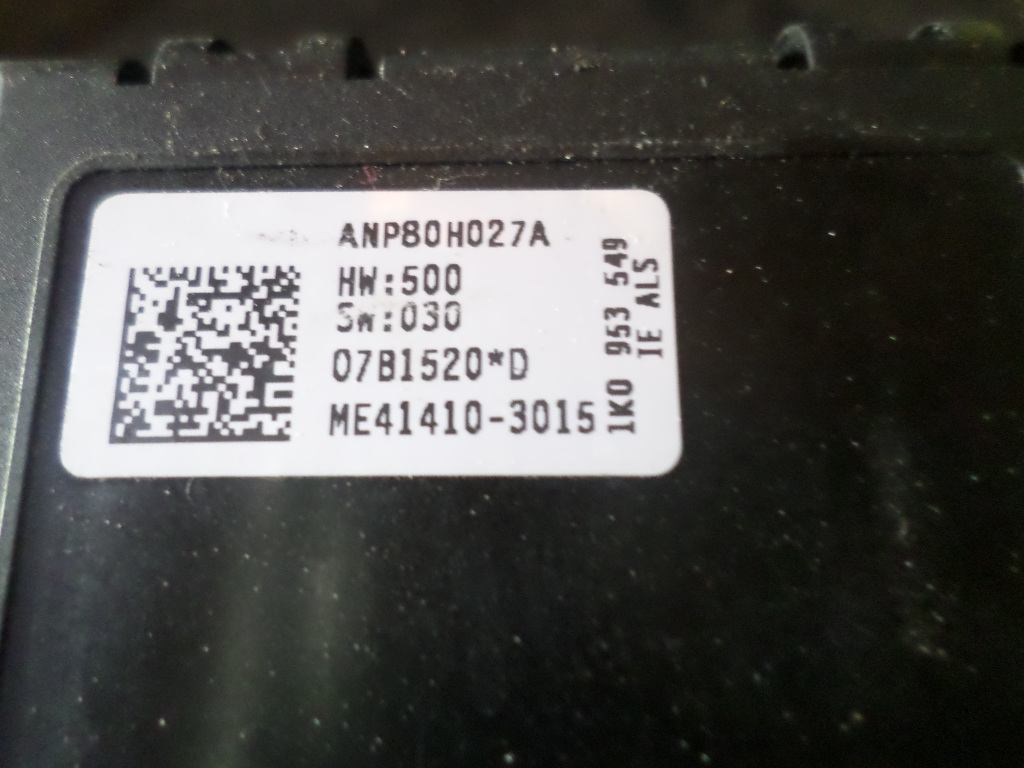 ANP80H027A
HW:500
SW:030
07B1520*D
ME41410-3015
1K0 953 549
IE ALS